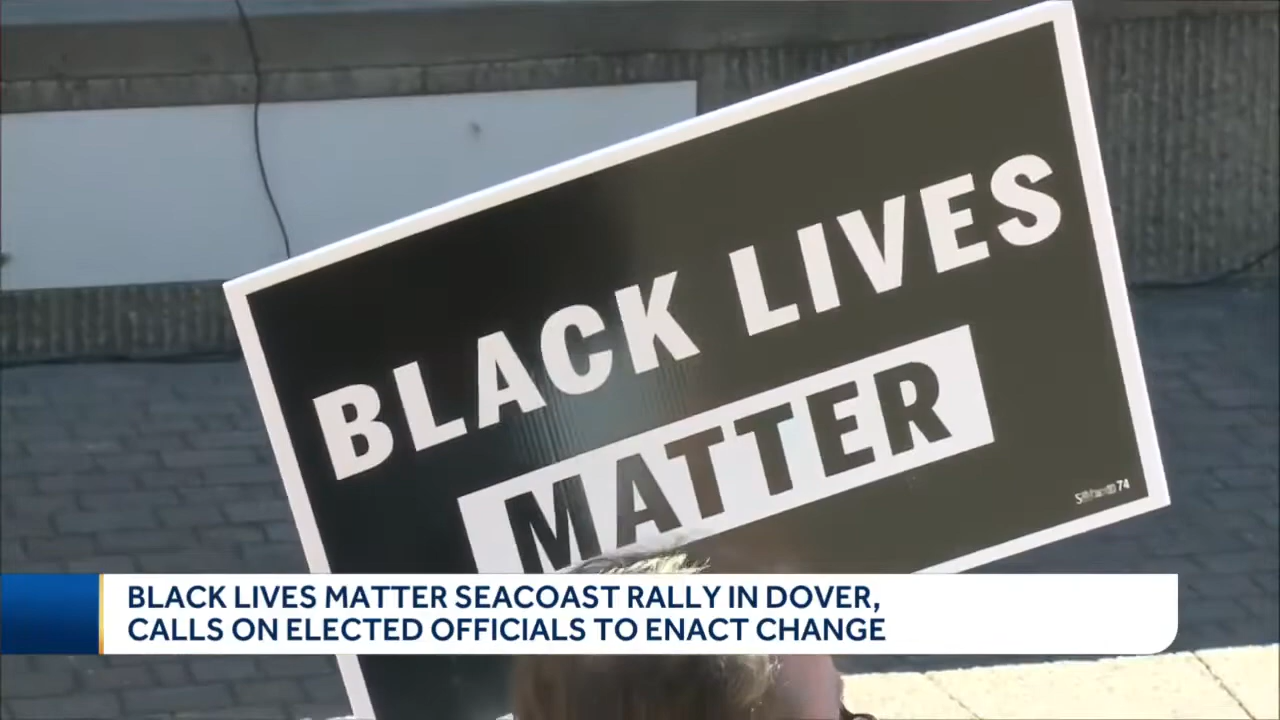 BLACK LIVES
MATTER
BLACK LIVES MATTER SEACOAST RALLY IN DOVER,
CALLS ON ELECTED OFFICIALS TO ENACT CHANGE